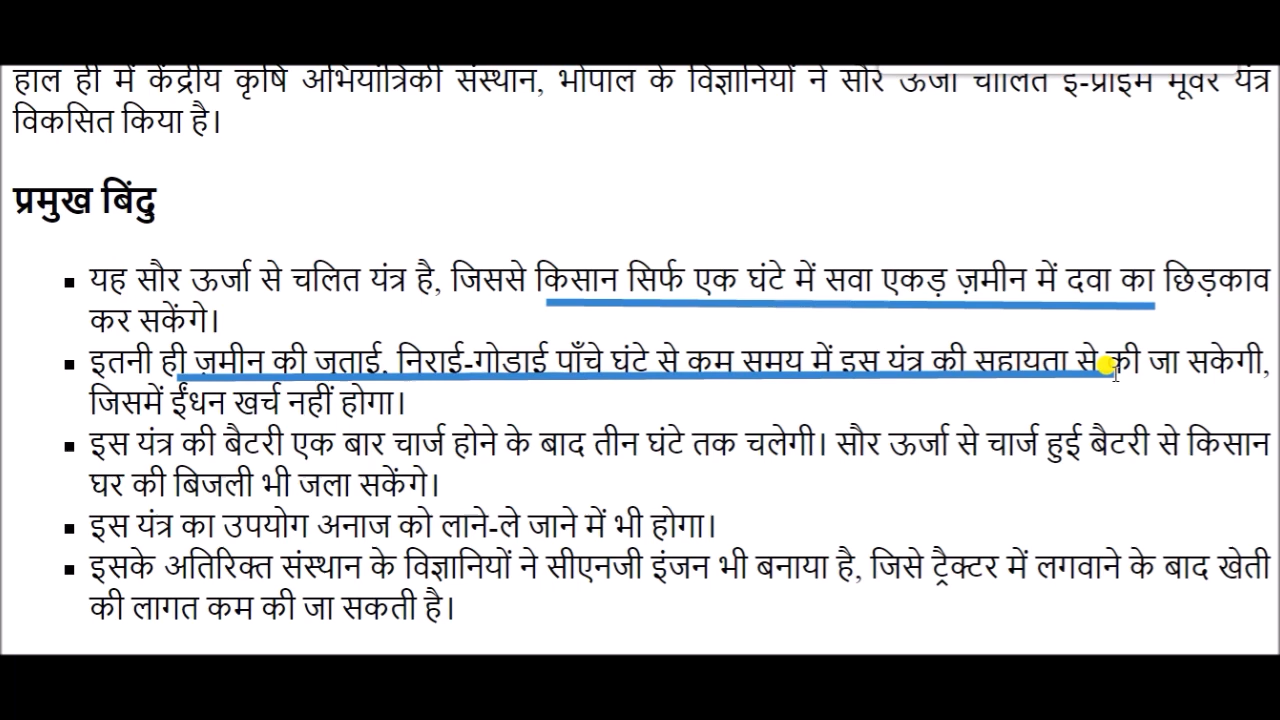 हाल ही में केंद्रीय कृषि अभियांत्रिकी संस्थान, भोपाल के विज्ञानियों ने सौर ऊर्जा चालित ई-प्राइम मूवर यंत्र
विकसित किया है।
प्रमुख बिंदु
▪ यह सौर ऊर्जा से चलित यंत्र है, जिससे किसान सिर्फ एक घंटे में सवा एकड़ ज़मीन में दवा का छिड़काव
कर सकेंगे।
▪ इतनी ही ज़मीन की जुताई, निराई-गोडाई पाँचे घंटे से कम समय में इस यंत्र की सहायता से की जा सकेगी,
जिसमें ईंधन खर्च नहीं होगा।
▪ इस यंत्र की बैटरी एक बार चार्ज होने के बाद तीन घंटे तक चलेगी। सौर ऊर्जा से चार्ज हुई बैटरी से किसान
घर की बिजली भी जला सकेंगे।
▪ इस यंत्र का उपयोग अनाज को लाने-ले जाने में भी होगा।
▪ इसके अतिरिक्त संस्थान के विज्ञानियों ने सीएनजी इंजन भी बनाया है, जिसे ट्रैक्टर में लगवाने के बाद खेती
की लागत कम की जा सकती है।